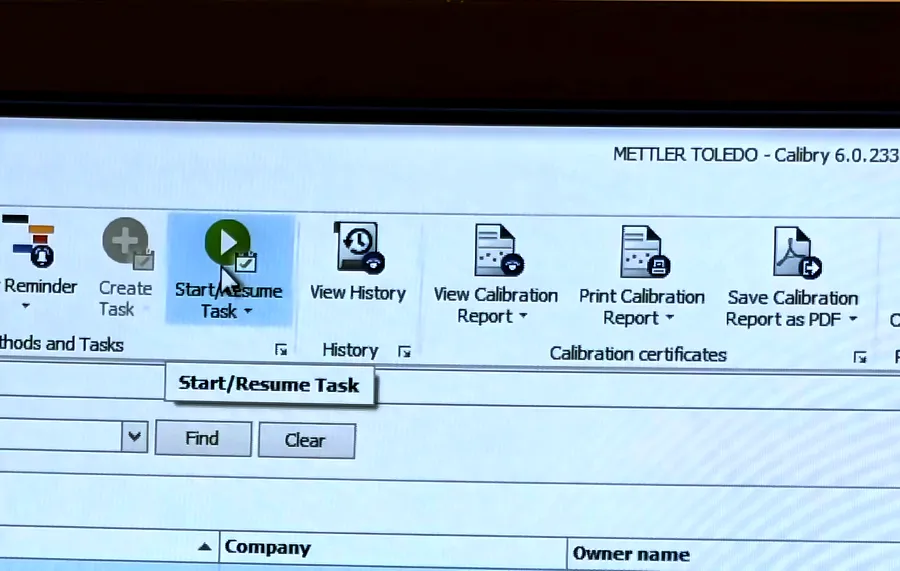 METTLER TOLEDO - Calibry 6.0.233
Reminder
Create
Task
Start/Resume
Task
View History
View Calibration
Report
Print Calibration
Report
Save Calibration
Report as PDF
thods and Tasks
History
Calibration certificates
Start/Resume Task
Find
Clear
Company
Owner name